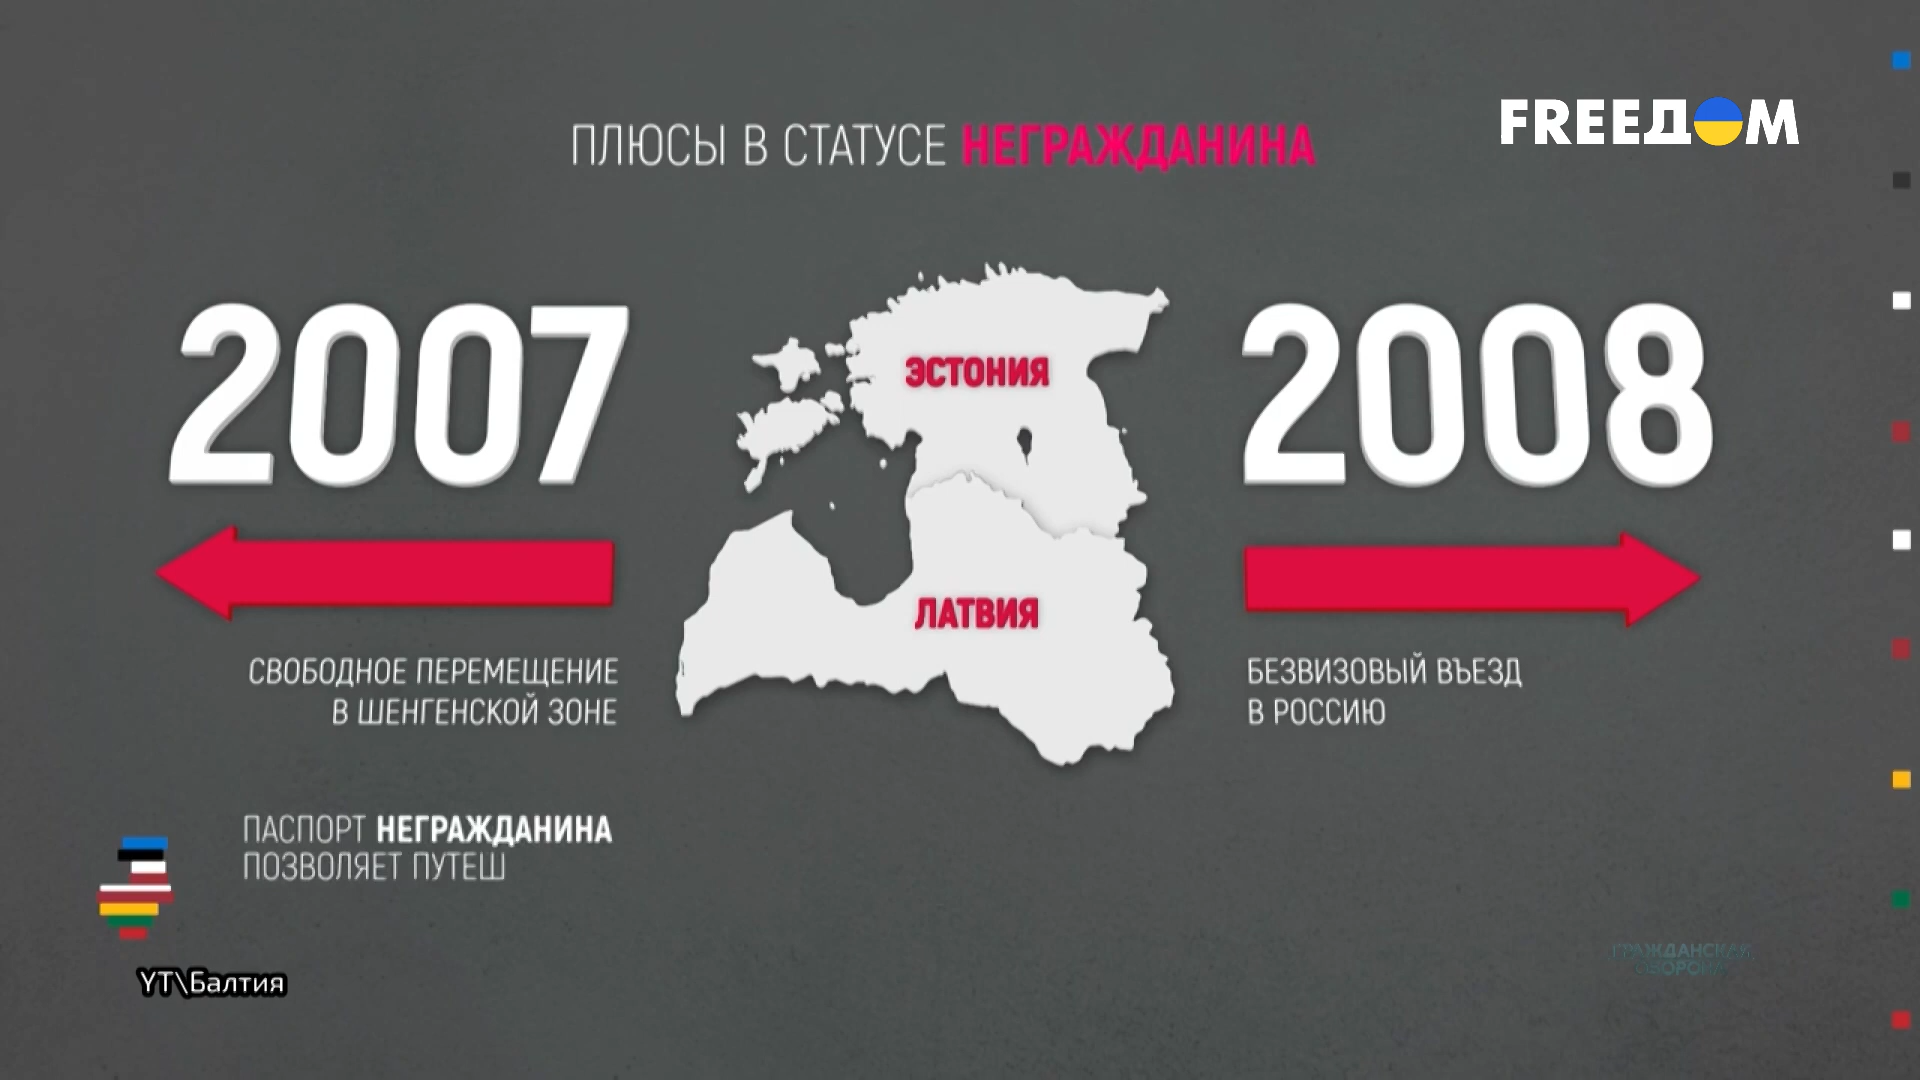 ПЛЮСЫ В СТАТУСЕ НЕГРАЖДАНИНА
FREEДOM
2007
2008
ЭСТОНИЯ
ЛАТВИЯ
СВОБОДНОЕ ПЕРЕМЕЩЕНИЕ
В ШЕНГЕНСКОЙ ЗОНЕ
БЕЗВИЗОВЫЙ ВЪЕЗД
В РОССИЮ
ПАСПОРТ НЕГРАЖДАНИНА
ПОЗВОЛЯЕТ ПУТЕШ
YT\Балтия
ГРАЖДАНСКАЯ